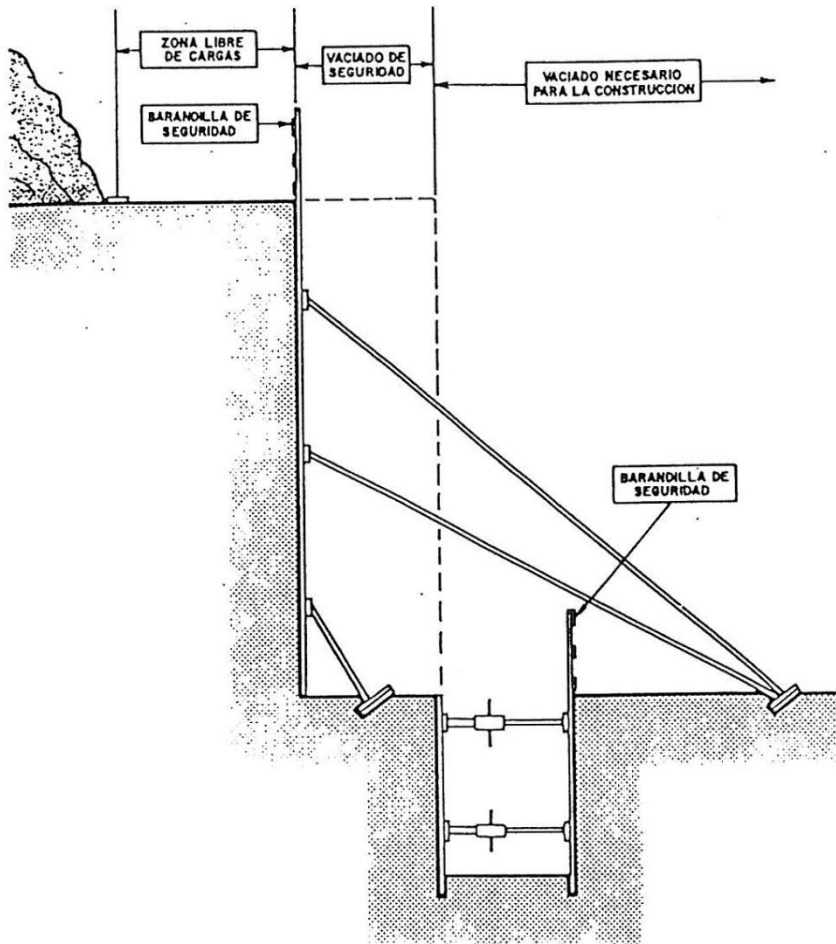 ZONA LIBRE
DE CARGAS
VACIADO DE
SEGURIDAD
VACIADO NECESARIO
PARA LA CONSTRUCCION
BARANDILLA DE
SEGURIDAD
BARANDILLA DE
SEGURIDAD